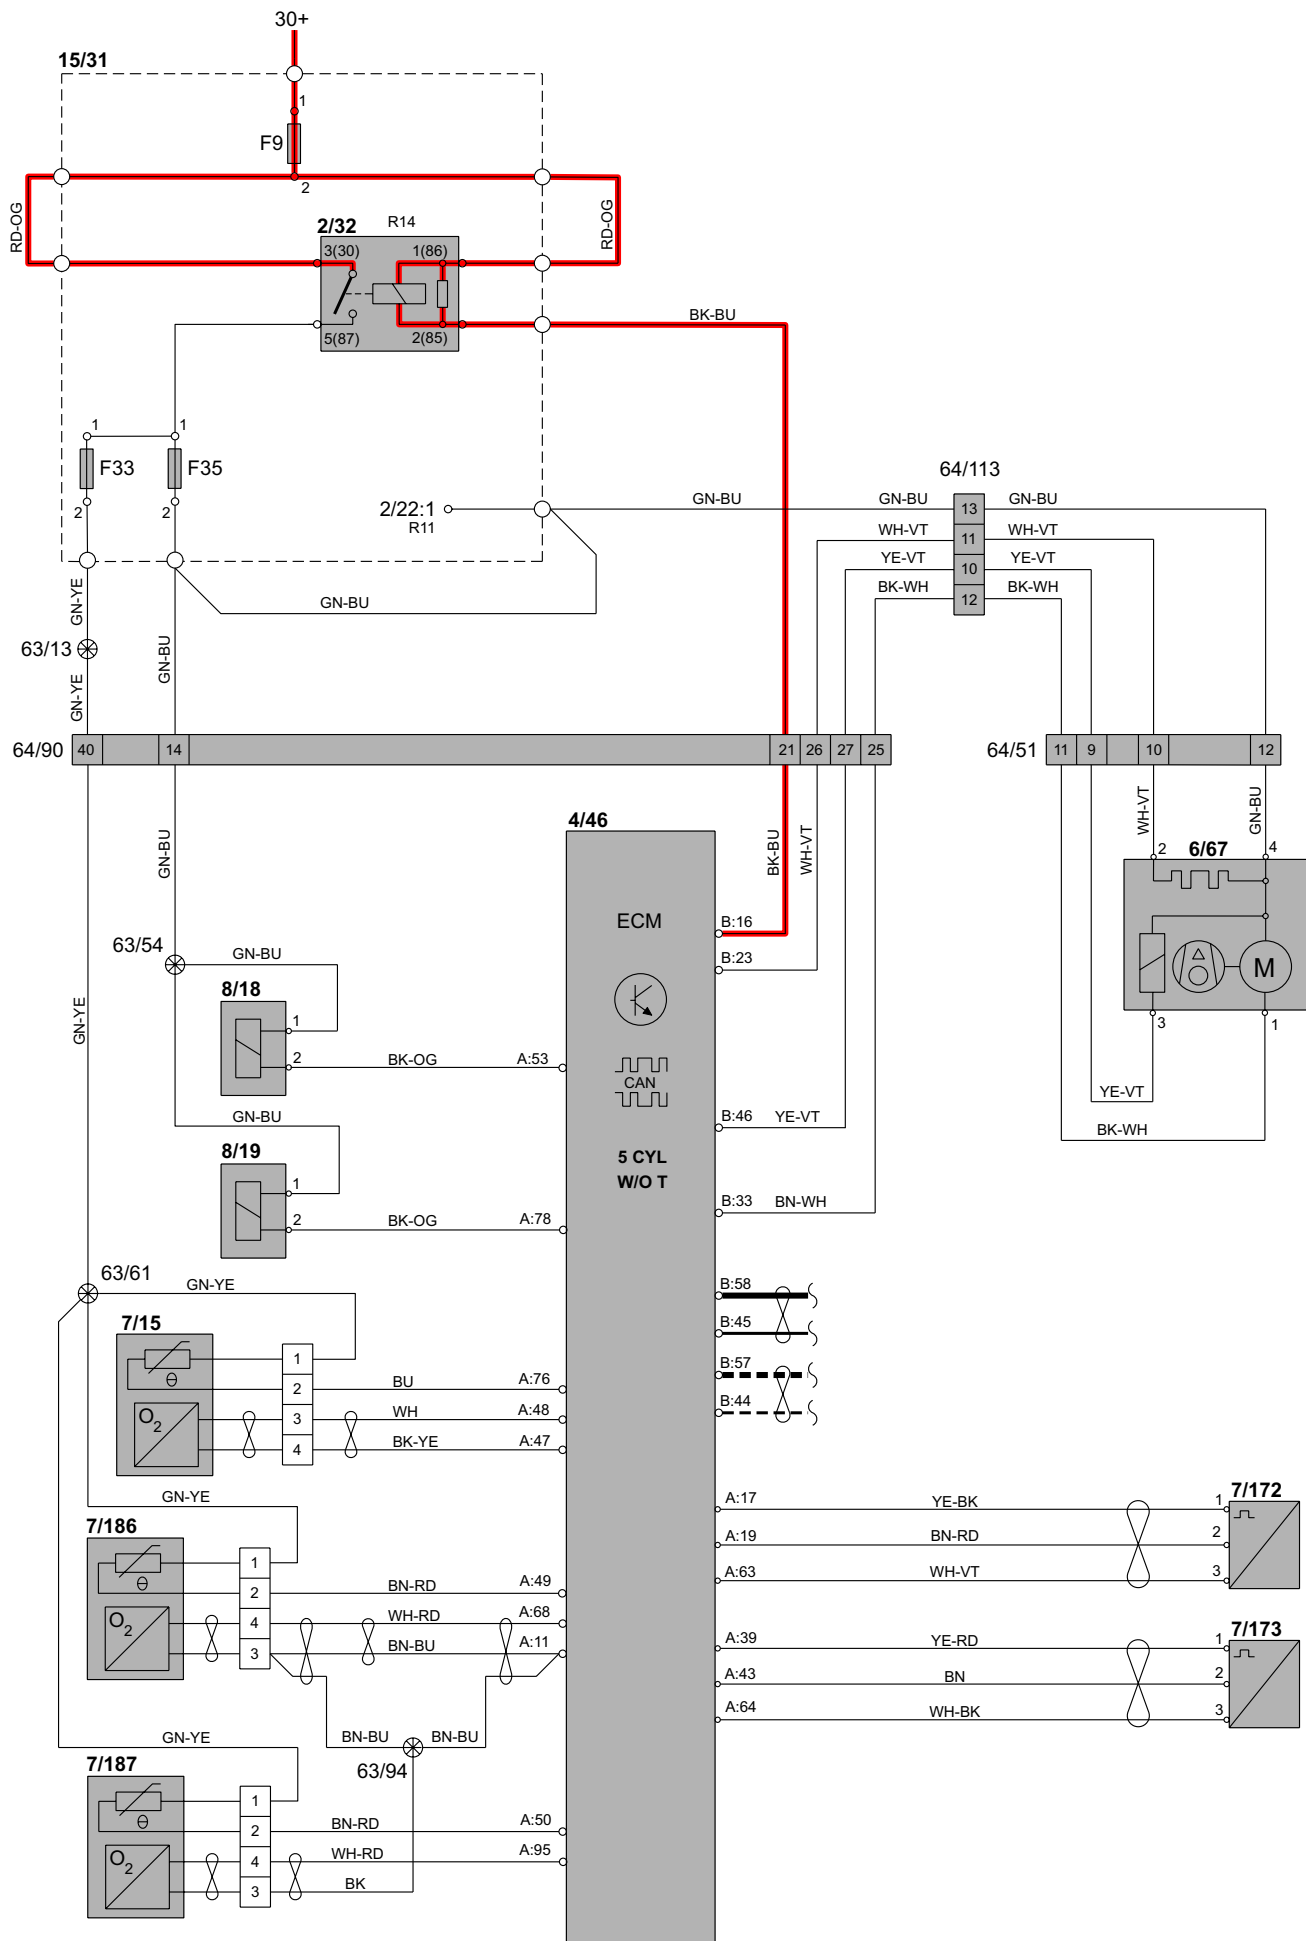 30+
15/31
1
F9
2
RD-OG
RD-OG
2/32 R14
3(30) 1(86)
5(87) 2(85)
BK-BU
1 1
F33 F35
2 2
2/22:1
R11
GN-BU
64/113
GN-BU 13 GN-BU
WH-VT 11 WH-VT
YE-VT 10 YE-VT
BK-WH 12 BK-WH
GN-BU
GN-YE
63/13
GN-YE
GN-BU
64/90 40 14 21 26 27 25
64/51 11 9 10 12
GN-BU
BK-BU
WH-VT
WH-VT
GN-BU
4/46
ECM
CAN
5 CYL
W/O T
6/67
2 4
M
3 1
YE-VT
BK-WH
B:16
B:23
B:46 YE-VT
B:33 BN-WH
B:58
B:45
B:57
B:44
63/54
GN-BU
GN-YE
8/18
1
2 BK-OG A:53
GN-BU
8/19
1
2 BK-OG A:78
63/61
GN-YE
7/15
θ
O2
1
2 BU A:76
3 WH A:48
4 BK-YE A:47
GN-YE
7/186
θ
O2
1
2 BN-RD A:49
4 WH-RD A:68
3 BN-BU A:11
BN-BU BN-BU
63/94
GN-YE
7/187
θ
O2
1
2 BN-RD A:50
4 WH-RD A:95
3 BK
7/172
A:17 YE-BK 1
A:19 BN-RD 2
A:63 WH-VT 3
7/173
A:39 YE-RD 1
A:43 BN 2
A:64 WH-BK 3